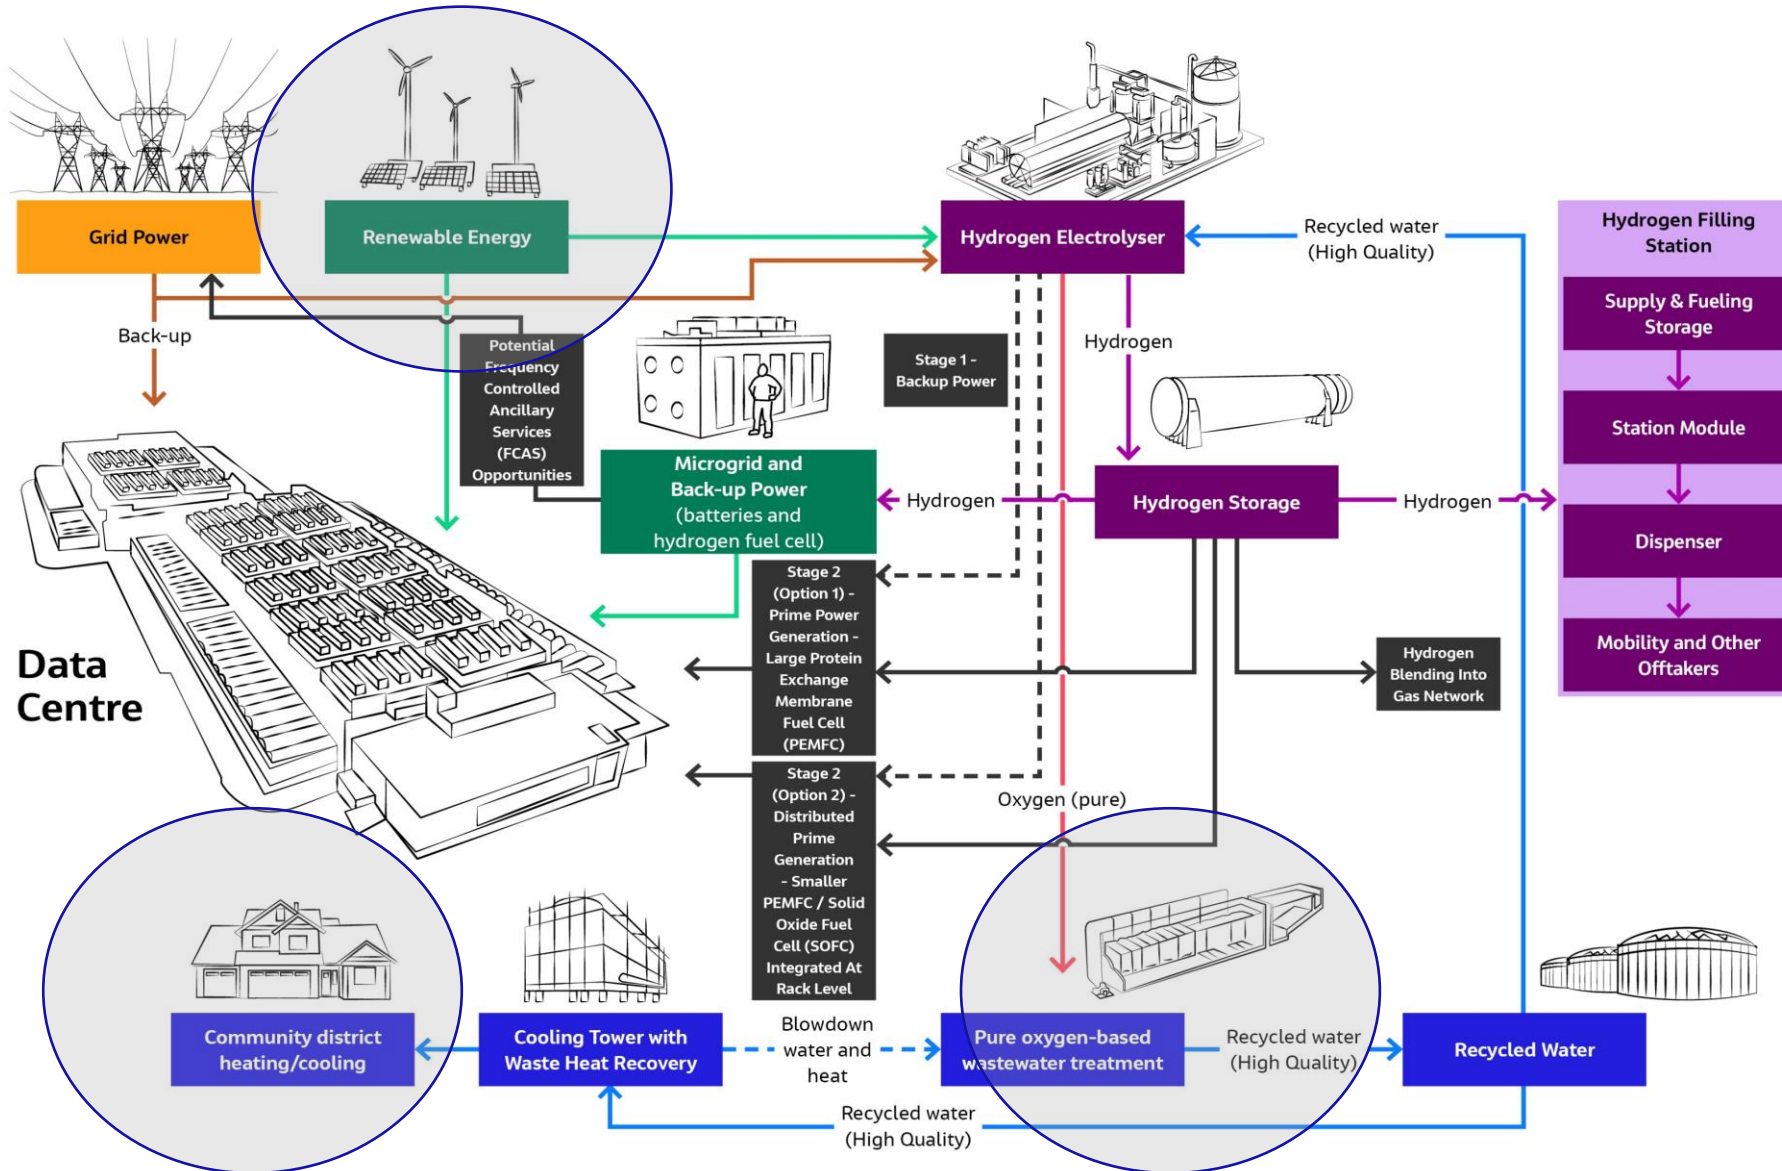 Grid Power
Renewable Energy
Hydrogen Electrolyser
Recycled water
(High Quality)
Hydrogen Filling
Station
Supply & Fueling
Storage
Station Module
Dispenser
Mobility and Other
Offtakers
Back-up
Potential
Frequency
Controlled
Ancillary
Services
(FCAS)
Opportunities
Stage 1 -
Backup Power
Hydrogen
Microgrid and
Back-up Power
(batteries and
hydrogen fuel cell)
Hydrogen
Hydrogen Storage
Hydrogen
Stage 2
(Option 1) -
Prime Power
Generation -
Large Protein
Exchange
Membrane
Fuel Cell
(PEMFC)
Hydrogen
Blending Into
Gas Network
Data
Centre
Stage 2
(Option 2) -
Distributed
Prime
Generation
- Smaller
PEMFC / Solid
Oxide Fuel
Cell (SOFC)
Integrated At
Rack Level
Oxygen (pure)
Community district
heating/cooling
Cooling Tower with
Waste Heat Recovery
Blowdown
water and
heat
Pure oxygen-based
wastewater treatment
Recycled water
(High Quality)
Recycled Water
Recycled water
(High Quality)